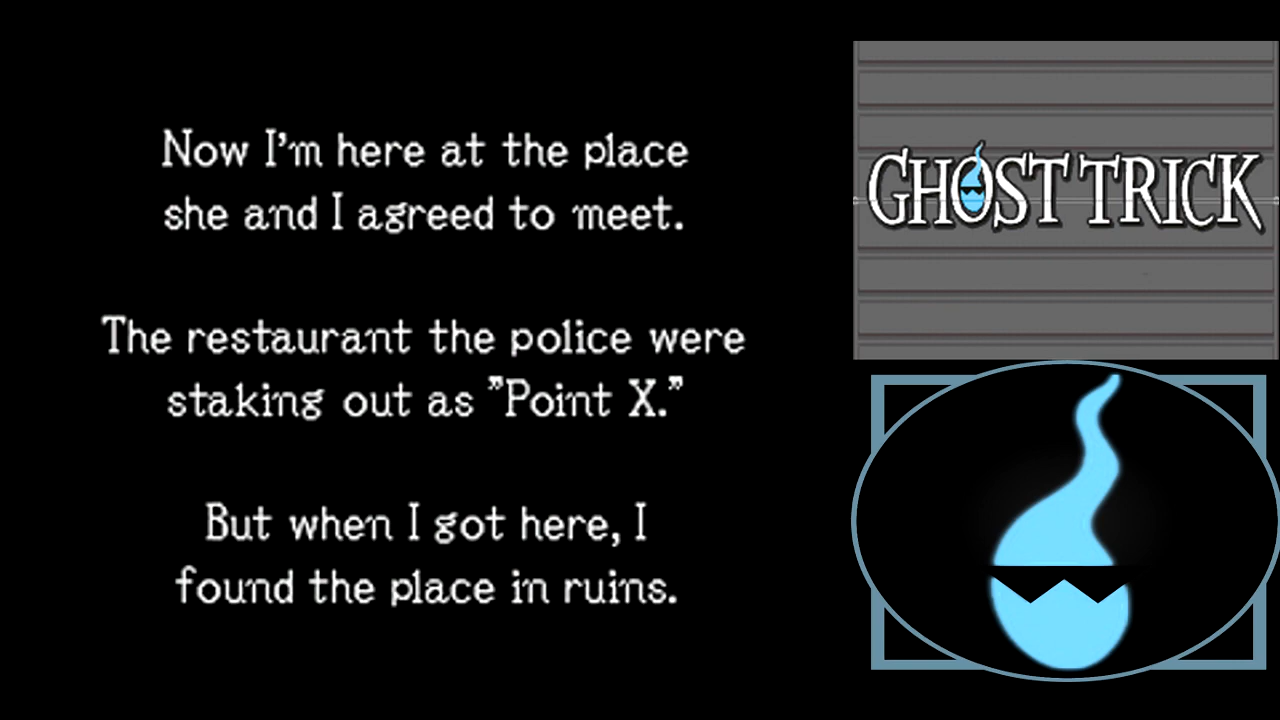 Now I'm here at the place
she and I agreed to meet.
The restaurant the police were
staking out as "Point X."
But when I got here, I
found the place in ruins.
GHOST TRICK